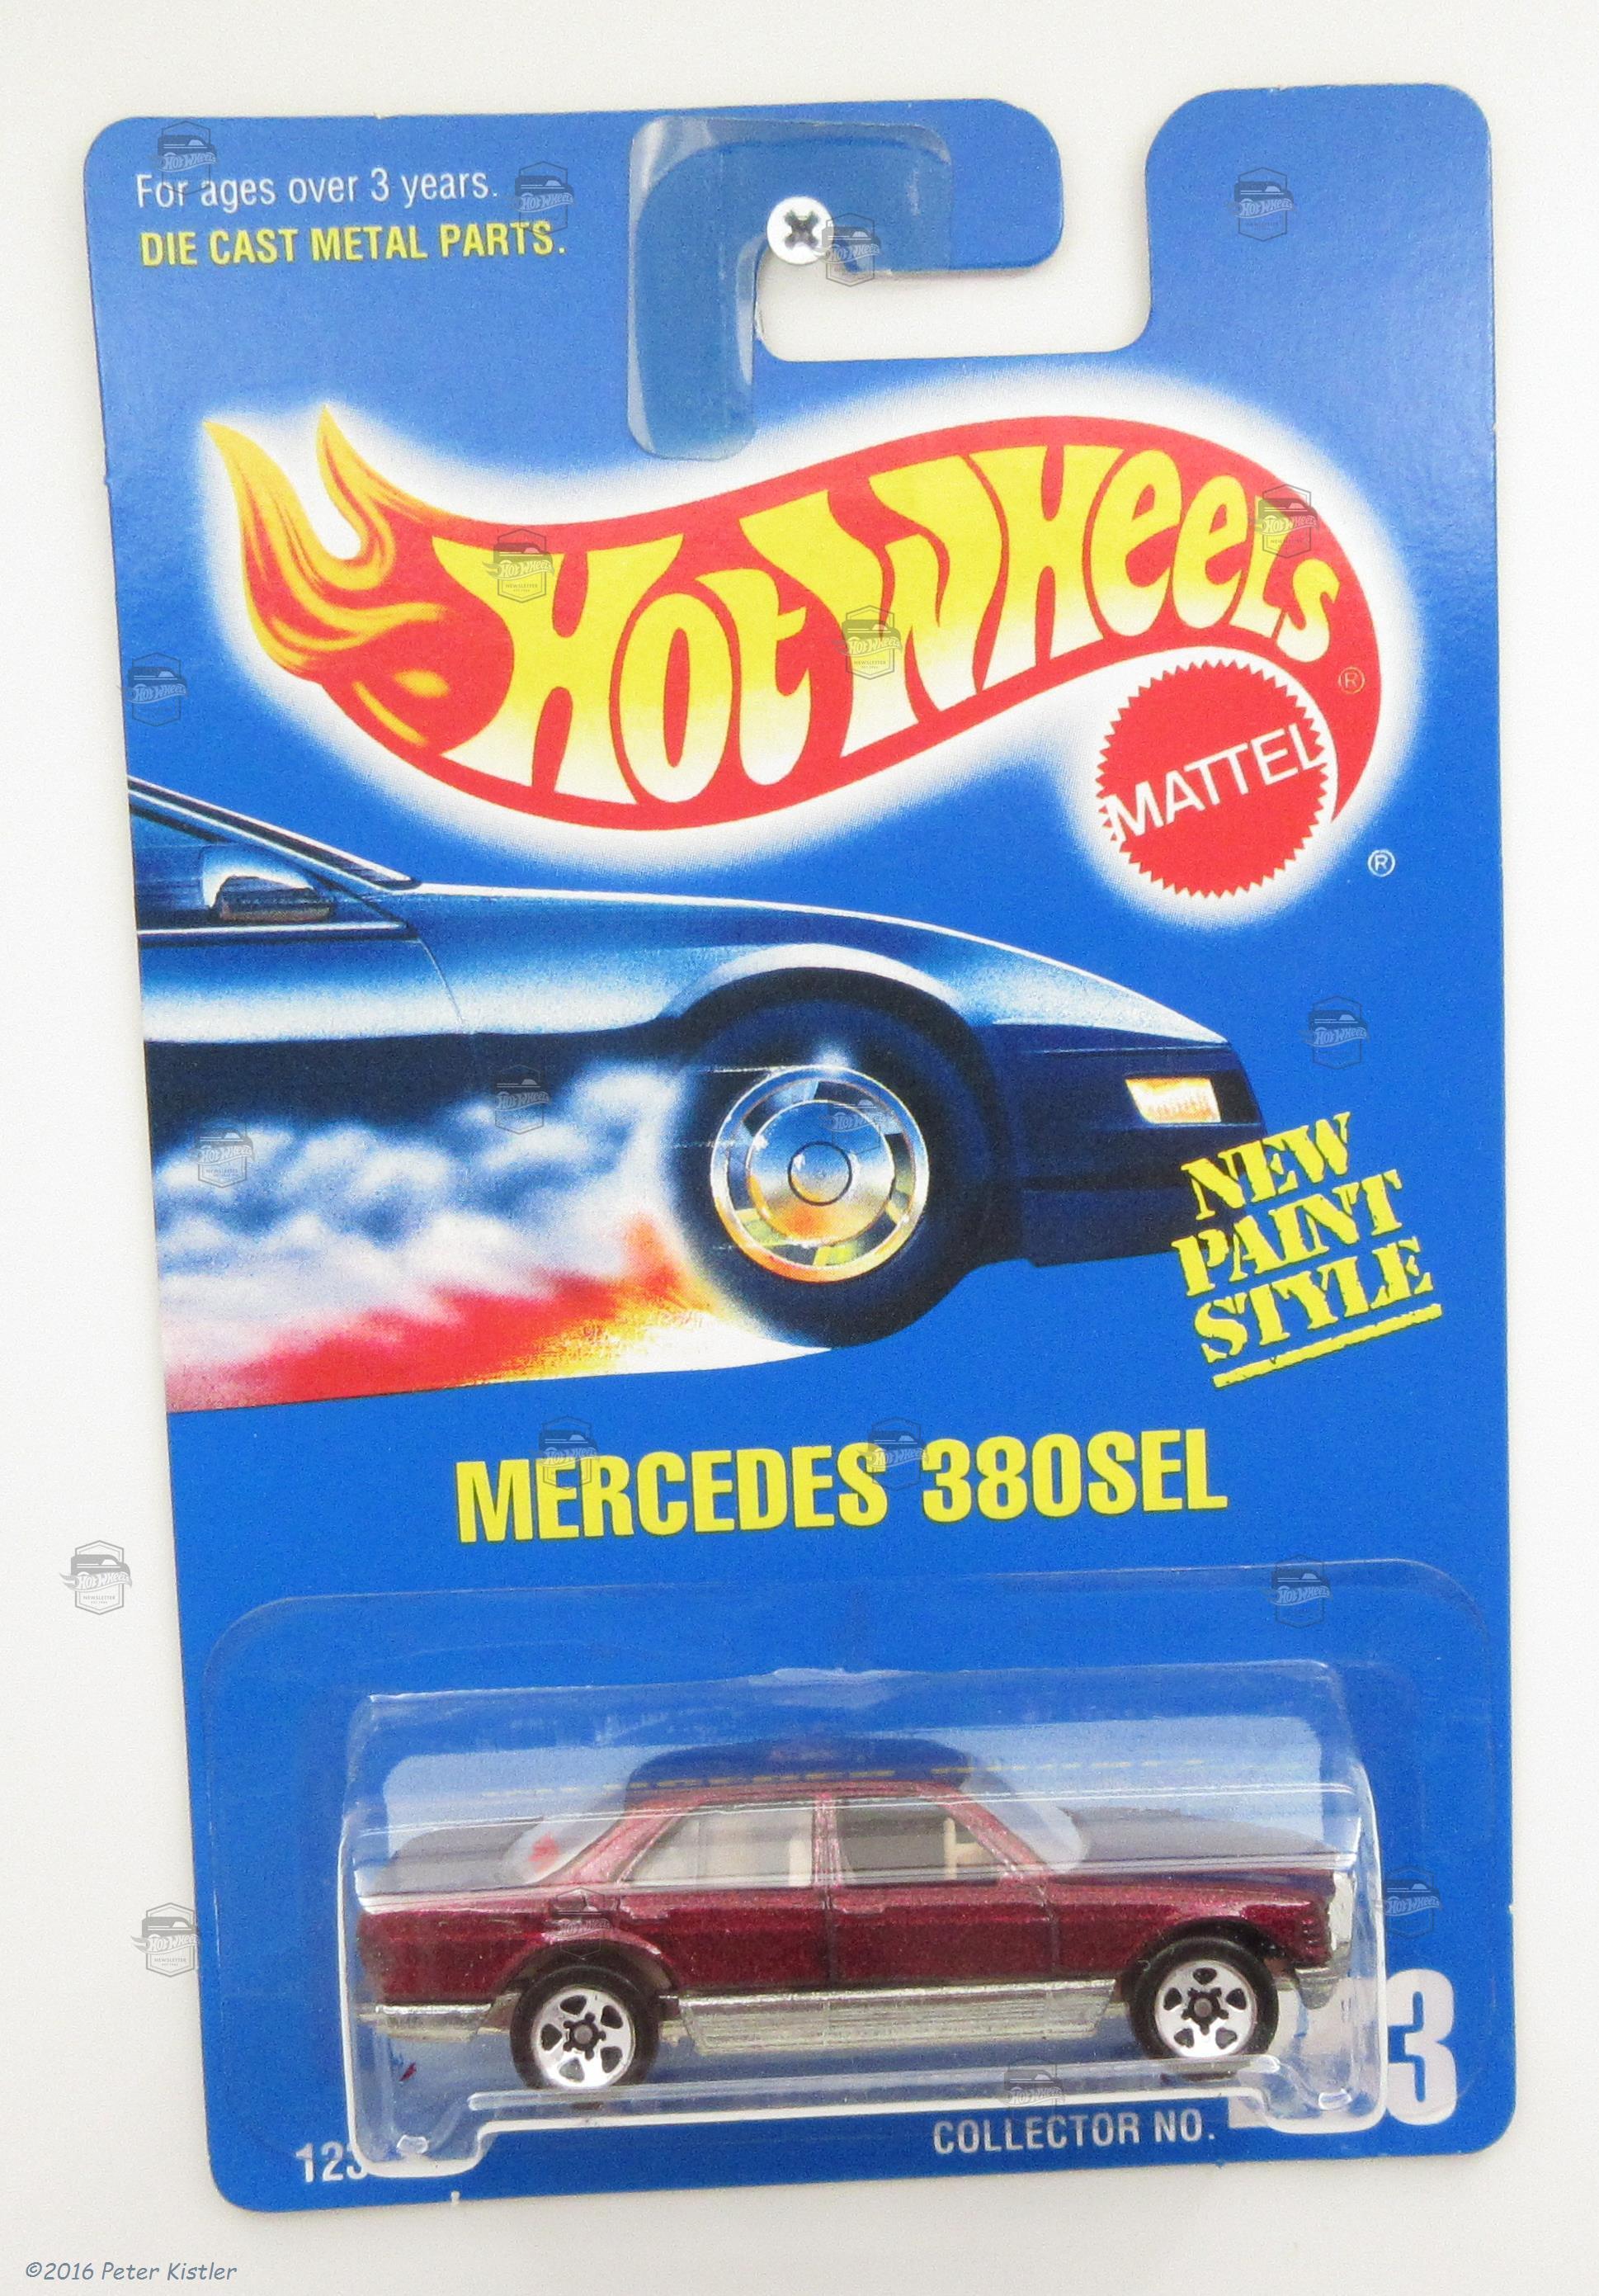 For ages over 3 years.
DIE CAST METAL PARTS.
HOT WHEELS ®
MATTEL
®
NEW
PAINT
STYLE
MERCEDES 380SEL
COLLECTOR NO.
©2016 Peter Kistler